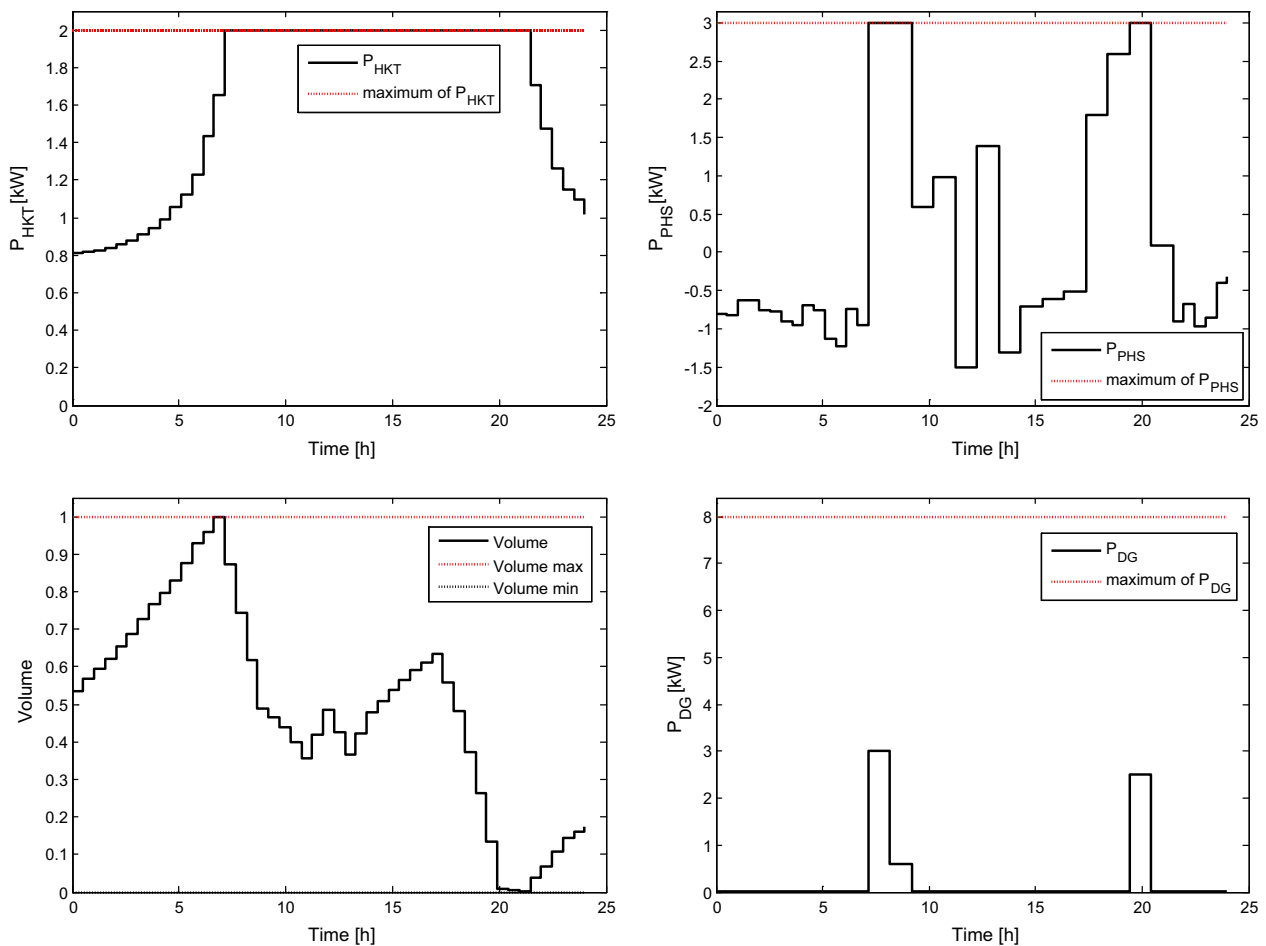 2
1.8
1.6
1.4
1.2
1
0.8
0.6
0.4
0.2
0
P_HKT [kW]
P_HKT
maximum of P_HKT
0 5 10 15 20 25
Time [h]
3
2.5
2
1.5
1
0.5
0
-0.5
-1
-1.5
-2
P_PHS [kW]
P_PHS
maximum of P_PHS
0 5 10 15 20 25
Time [h]
1
0.9
0.8
0.7
0.6
0.5
0.4
0.3
0.2
0.1
0
Volume
Volume
Volume max
Volume min
0 5 10 15 20 25
Time [h]
8
7
6
5
4
3
2
1
0
P_DG [kW]
P_DG
maximum of P_DG
0 5 10 15 20 25
Time [h]